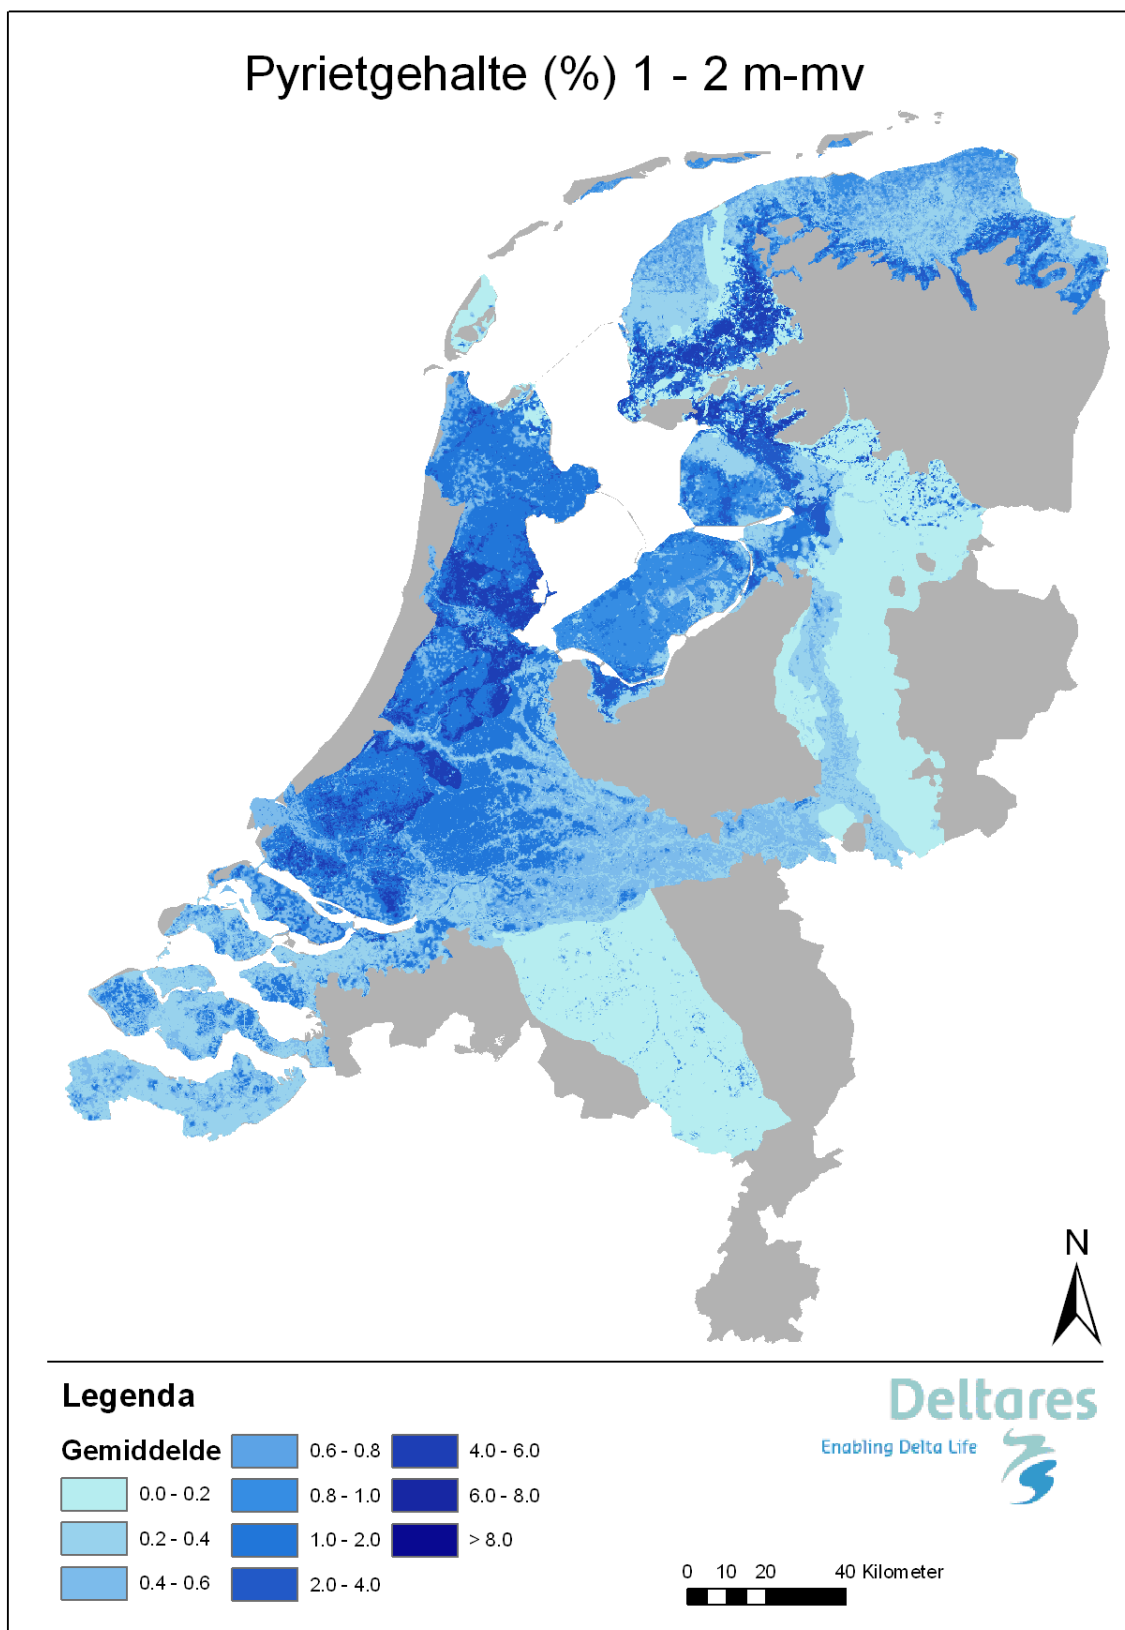 Pyrietgehalte (%) 1 - 2 m-mv
N
Legenda
Gemiddelde
0.0 - 0.2
0.2 - 0.4
0.4 - 0.6
0.6 - 0.8
0.8 - 1.0
1.0 - 2.0
2.0 - 4.0
4.0 - 6.0
6.0 - 8.0
> 8.0
Deltares
Enabling Delta Life
0 10 20 40 Kilometer